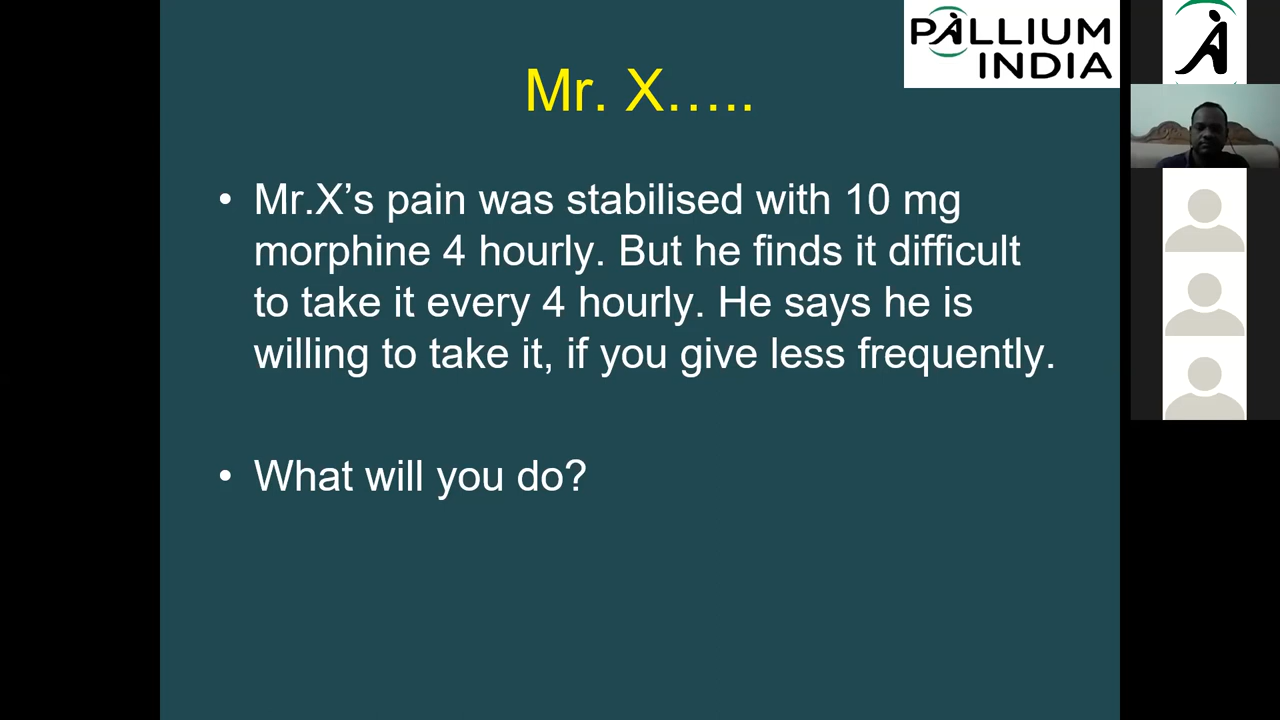 PALLIUM
INDIA
Mr. X…..
• Mr.X’s pain was stabilised with 10 mg
morphine 4 hourly. But he finds it difficult
to take it every 4 hourly. He says he is
willing to take it, if you give less frequently.
• What will you do?